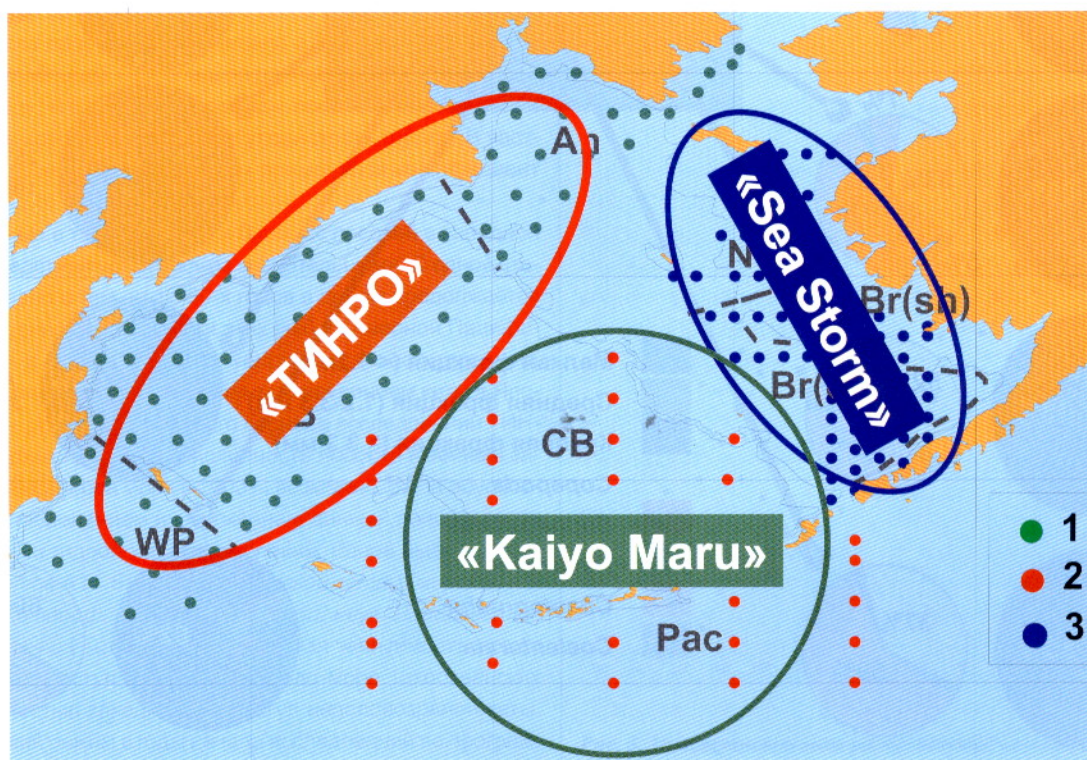 An
«Sea Storm»
N
«ТИНРО»
Br(sh)
Br(
B
CB
WP
«Kaiyo Maru»
Pac
1
2
3